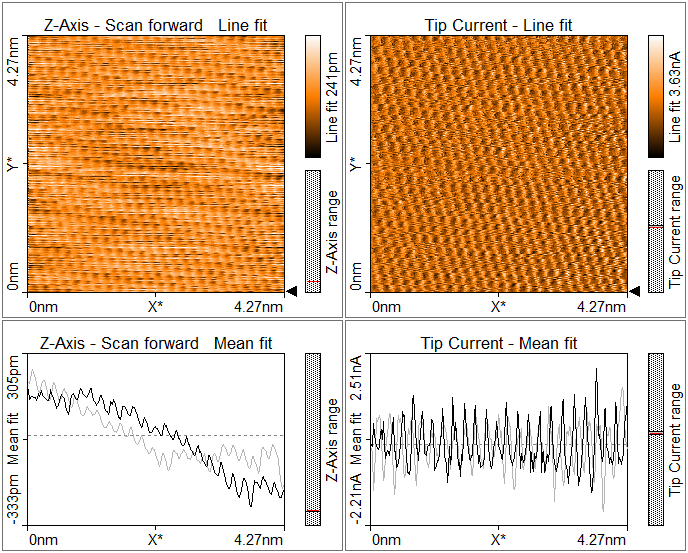 Z-Axis - Scan forward Line fit
4.27nm
Y*
0nm
0nm X* 4.27nm
Line fit 241pm
Z-Axis range
Tip Current - Line fit
4.27nm
Y*
0nm
0nm X* 4.27nm
Line fit 3.63nA
Tip Current range
Z-Axis - Scan forward Mean fit
-333pm Mean fit 305pm
0nm X* 4.27nm
Z-Axis range
Tip Current - Mean fit
-2.21nA Mean fit 2.51nA
0nm X* 4.27nm
Tip Current range